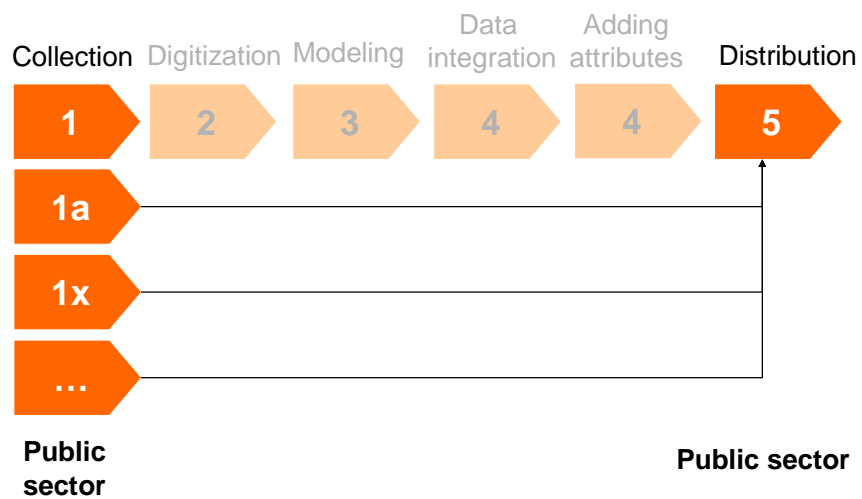 Collection
Digitization
Modeling
Data
integration
Adding
attributes
Distribution
1
2
3
4
4
5
1a
1x
...
Public
sector
Public sector